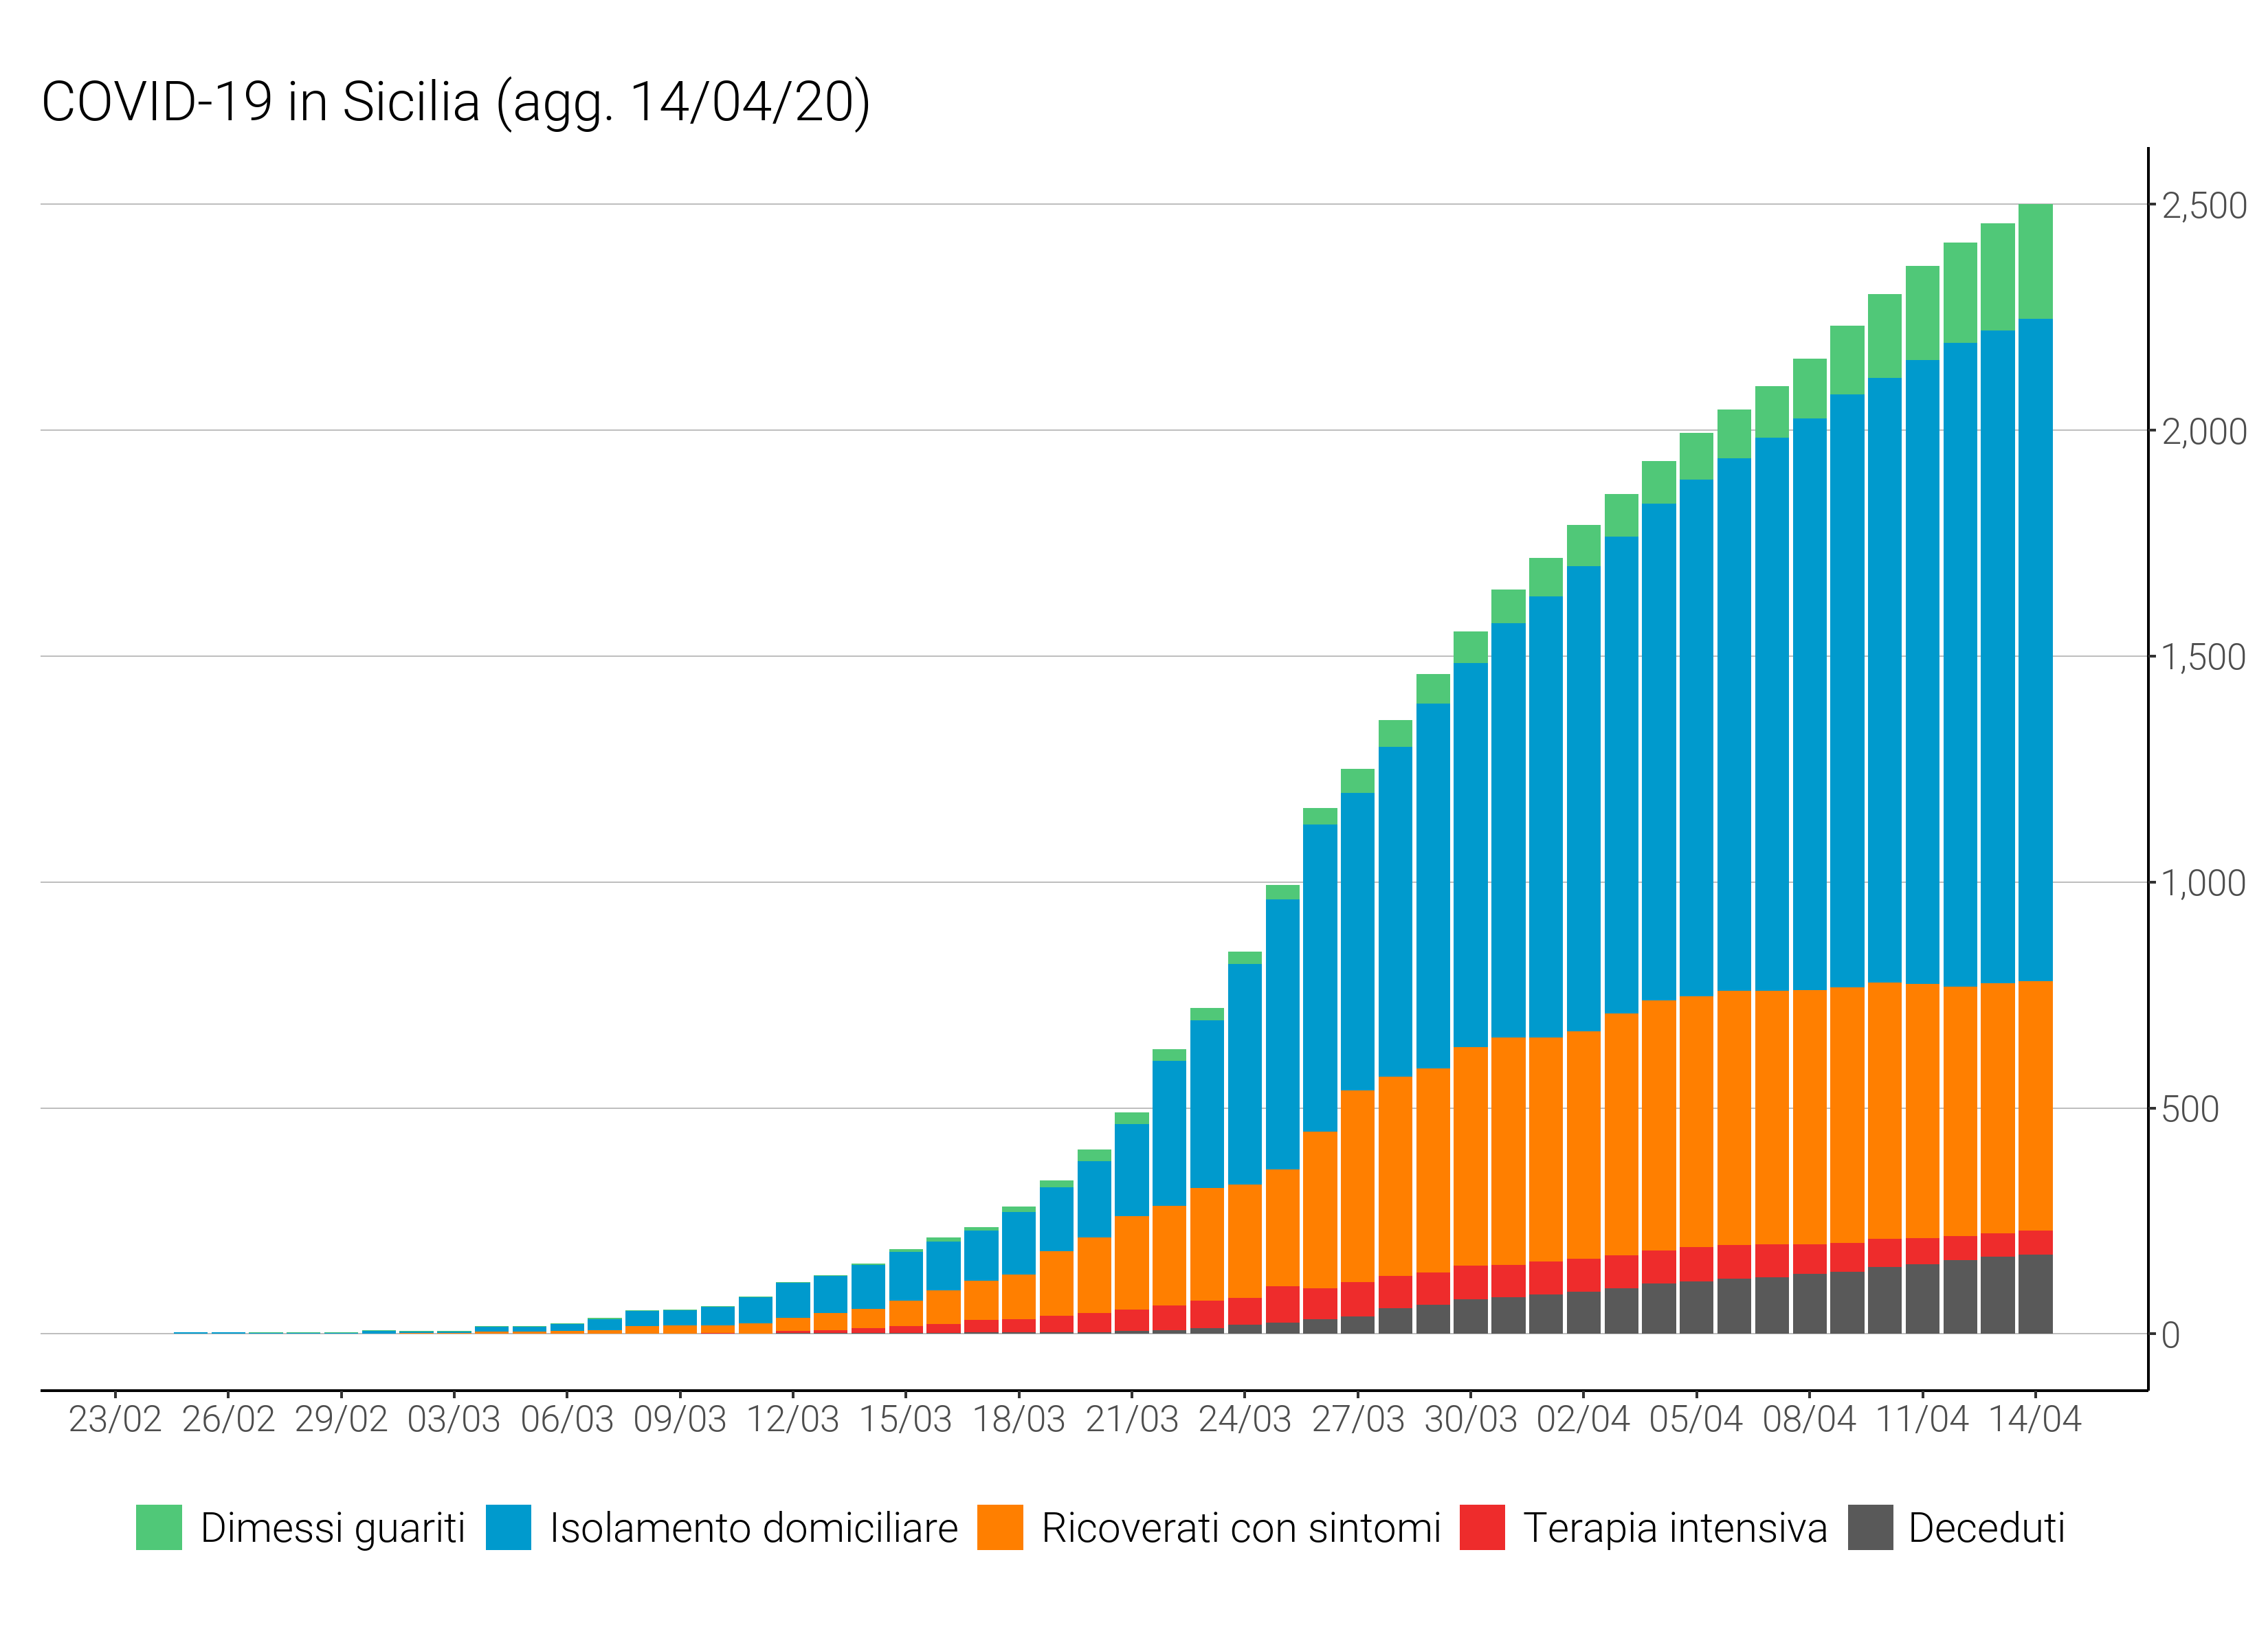 COVID-19 in Sicilia (agg. 14/04/20)
2,500
2,000
1,500
1,000
500
0
23/02 26/02 29/02 03/03 06/03 09/03 12/03 15/03 18/03 21/03 24/03 27/03 30/03 02/04 05/04 08/04 11/04 14/04
Dimessi guariti Isolamento domiciliare Ricoverati con sintomi Terapia intensiva Deceduti